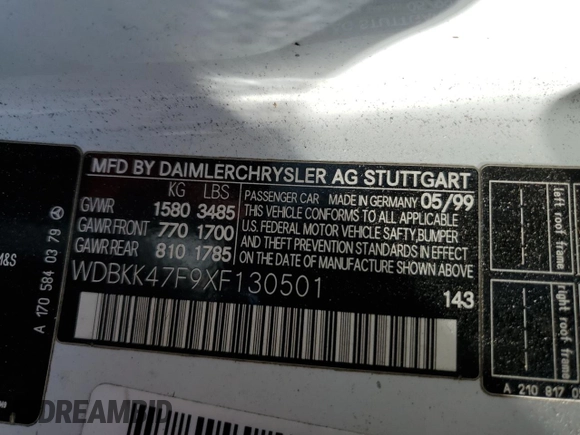 MFD BY DAIMLERCHRYSLER AG STUTTGART
KG LBS
GVWR 1580 3485
GAWR FRONT 770 1700
GAWR REAR 810 1785
PASSENGER CAR MADE IN GERMANY 05/99
THIS VEHICLE CONFORMS TO ALL APPLICABLE
U.S. FEDERAL MOTOR VEHICLE SAFETY, BUMPER
AND THEFT PREVENTION STANDARDS IN EFFECT
ON THE DATE OF MANUFACTURE SHOWN ABOVE
WDBKK47F9XF130501
143
A 170 584 03 79
M&S
left roof
right roof
A 210 817 0
DREAMBID